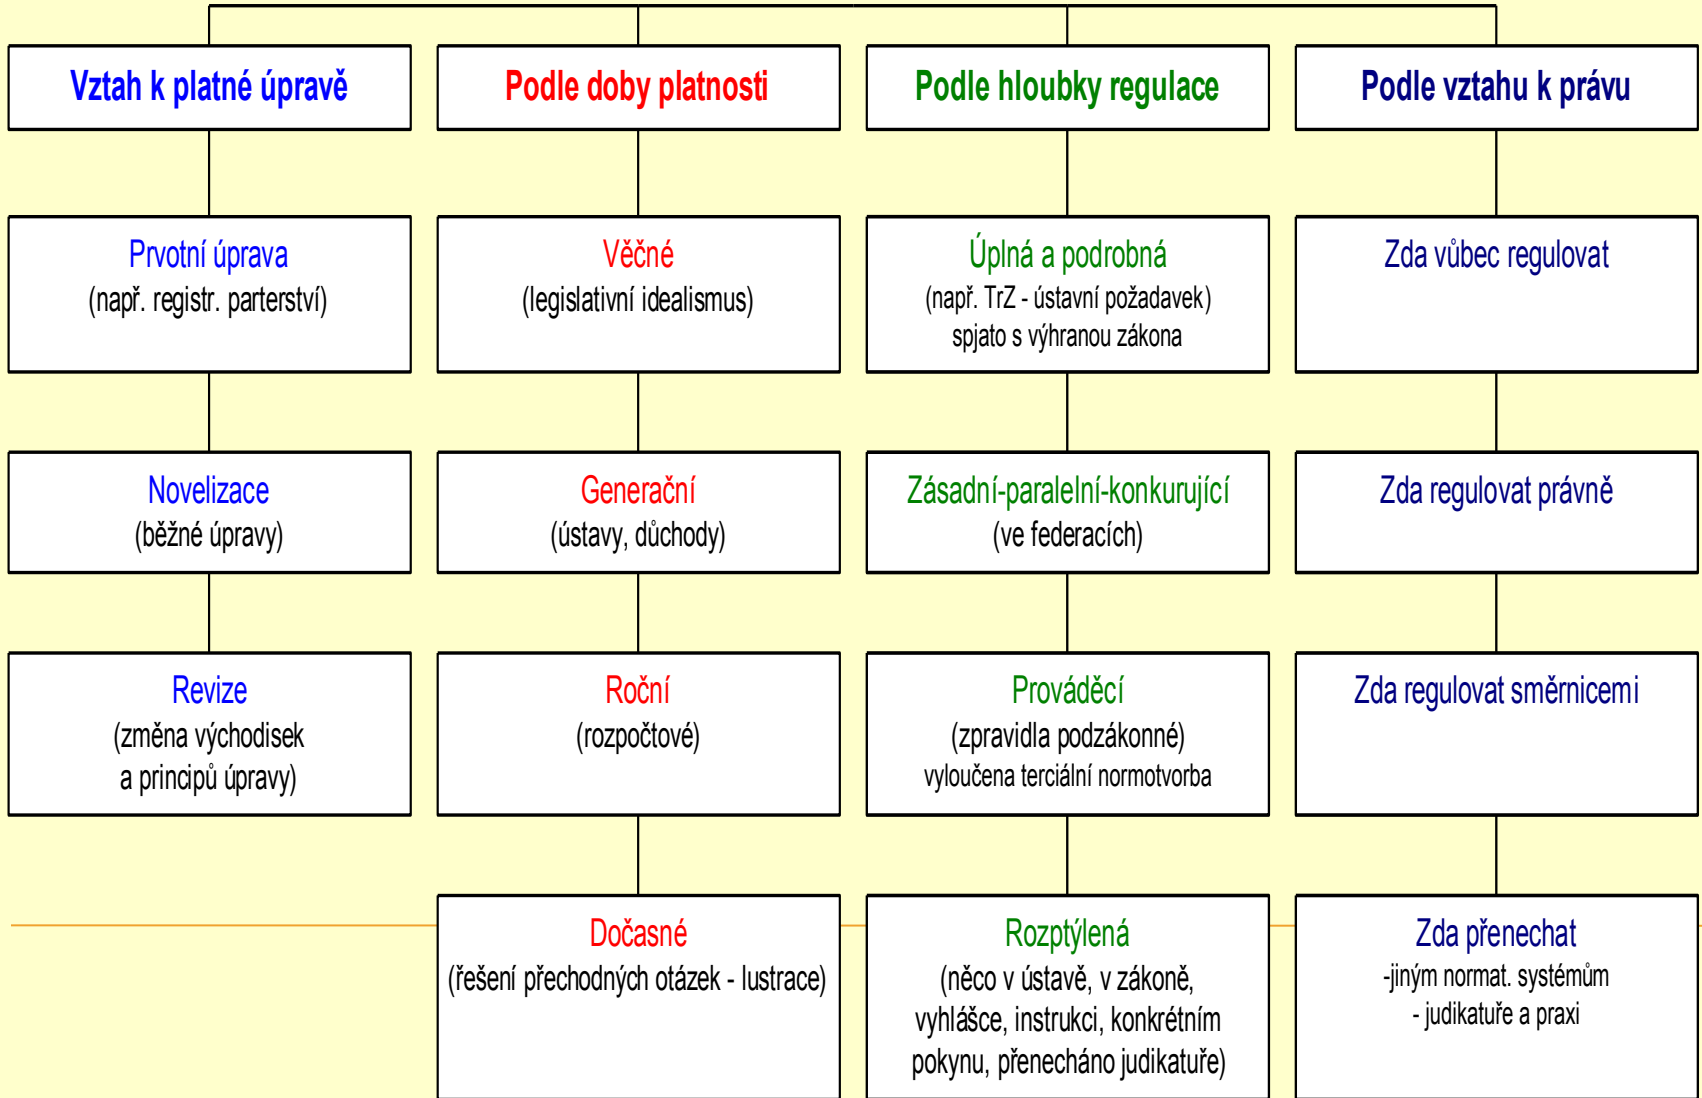 Vztah k platné úpravě
Prvotní úprava
(např. registr. parterství)
Novelizace
(běžné úpravy)
Revize
(změna východisek
a principů úpravy)
Podle doby platnosti
Věčné
(legislativní idealismus)
Generační
(ústavy, důchody)
Roční
(rozpočtové)
Dočasné
(řešení přechodných otázek - lustrace)
Podle hloubky regulace
Úplná a podrobná
(např. TrZ - ústavní požadavek)
spjato s výhranou zákona
Zásadní-paralelní-konkurující
(ve federacích)
Prováděcí
(zpravidla podzákonné)
vyloučena terciální normotvorba
Rozptýlená
(něco v ústavě, v zákoně,
vyhlášce, instrukci, konkrétním
pokynu, přenecháno judikatuře)
Podle vztahu k právu
Zda vůbec regulovat
Zda regulovat právně
Zda regulovat směrnicemi
Zda přenechat
-jiným normat. systémům
- judikatuře a praxi